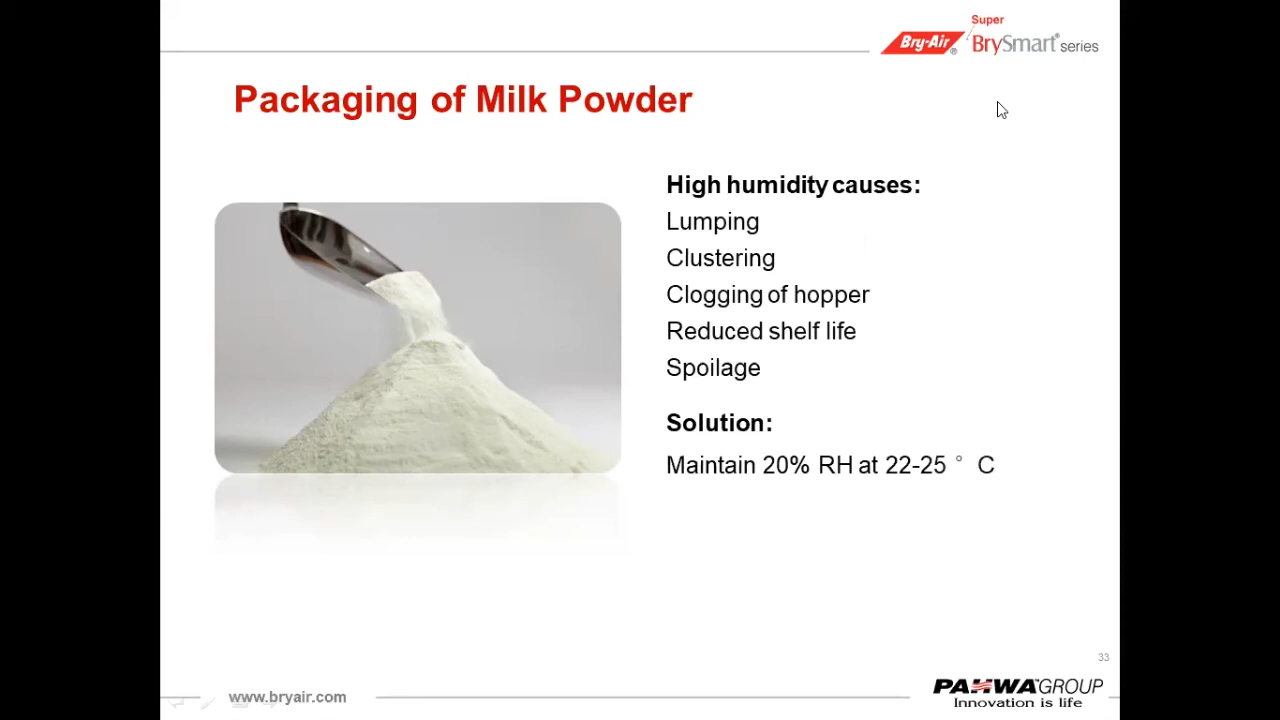 Super
Bry-Air® BrySmart® series
Packaging of Milk Powder
High humidity causes:
Lumping
Clustering
Clogging of hopper
Reduced shelf life
Spoilage
Solution:
Maintain 20% RH at 22-25 ° C
33
www.bryair.com
PAHWA GROUP
Innovation is life